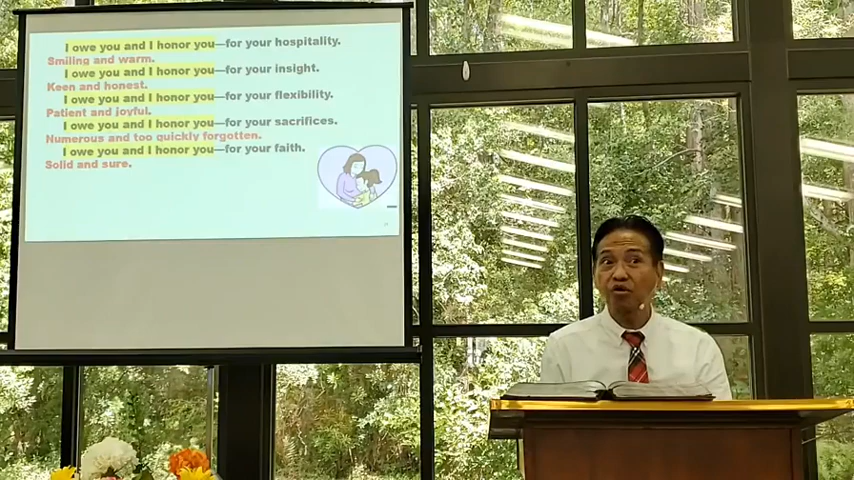 I owe you and I honor you—for your hospitality.
Smiling and warm.
I owe you and I honor you—for your insight.
Keen and honest.
I owe you and I honor you—for your flexibility.
Patient and joyful.
I owe you and I honor you—for your sacrifices.
Numerous and too quickly forgotten.
I owe you and I honor you—for your faith.
Solid and sure.